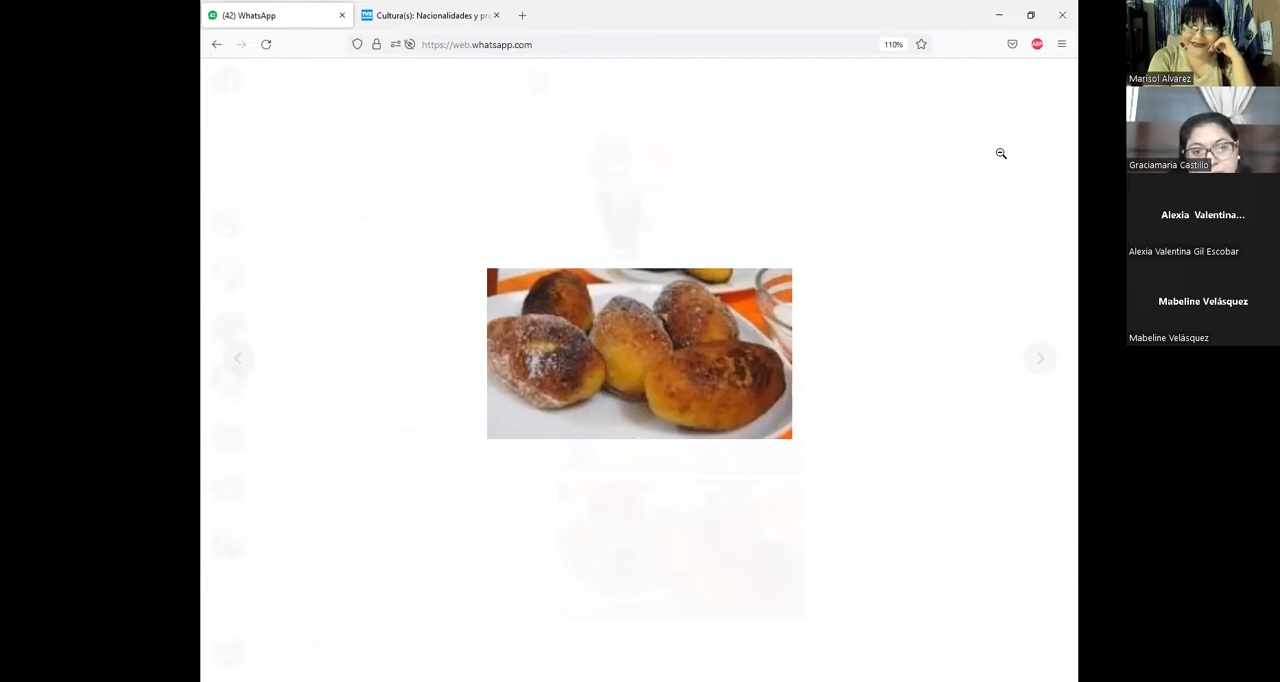 (42) WhatsApp
Cultura(s): Nacionalidades y pr
https://web.whatsapp.com
110%
ABP
Marisol Alvarez
Graciamaria Castillo
Alexia Valentina...
Alexia Valentina Gil Escobar
Mabeline Velásquez
Mabeline Velásquez